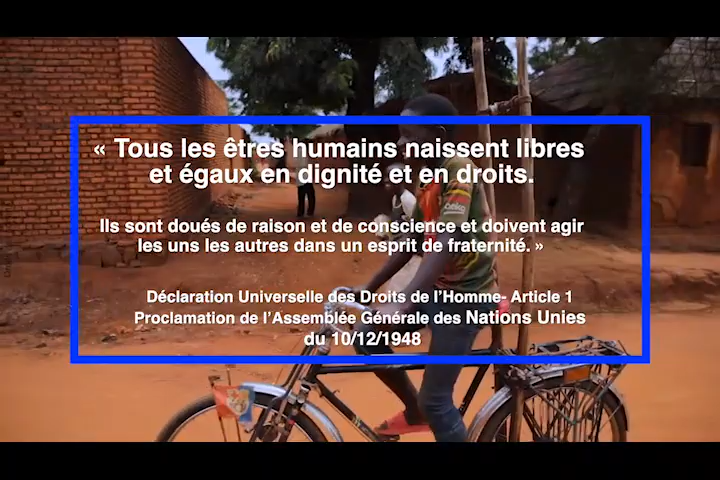 « Tous les êtres humains naissent libres
et égaux en dignité et en droits.
Ils sont doués de raison et de conscience et doivent agir
les uns les autres dans un esprit de fraternité. »
Déclaration Universelle des Droits de l'Homme- Article 1
Proclamation de l'Assemblée Générale des Nations Unies
du 10/12/1948